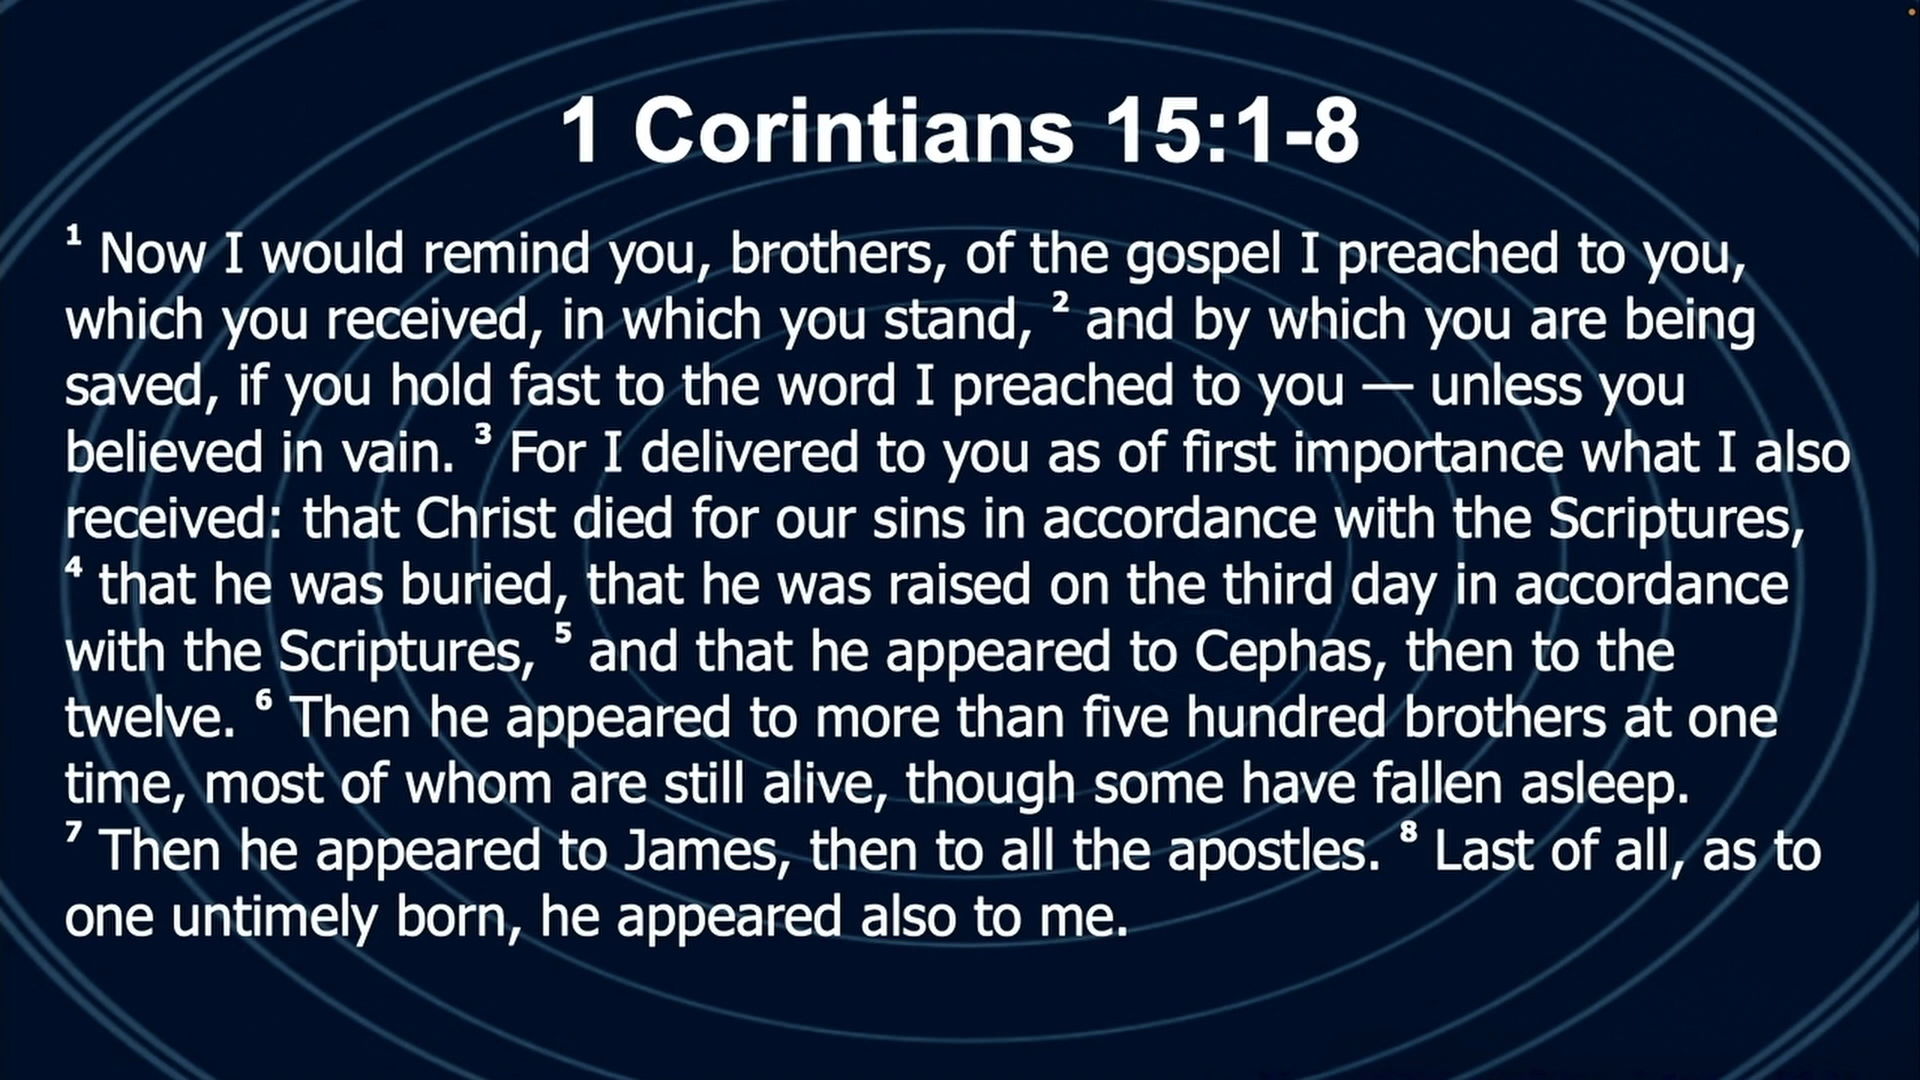 1 Corintians 15:1-8
¹ Now I would remind you, brothers, of the gospel I preached to you,
which you received, in which you stand, ² and by which you are being
saved, if you hold fast to the word I preached to you — unless you
believed in vain. ³ For I delivered to you as of first importance what I also
received: that Christ died for our sins in accordance with the Scriptures,
⁴ that he was buried, that he was raised on the third day in accordance
with the Scriptures, ⁵ and that he appeared to Cephas, then to the
twelve. ⁶ Then he appeared to more than five hundred brothers at one
time, most of whom are still alive, though some have fallen asleep.
⁷ Then he appeared to James, then to all the apostles. ⁸ Last of all, as to
one untimely born, he appeared also to me.